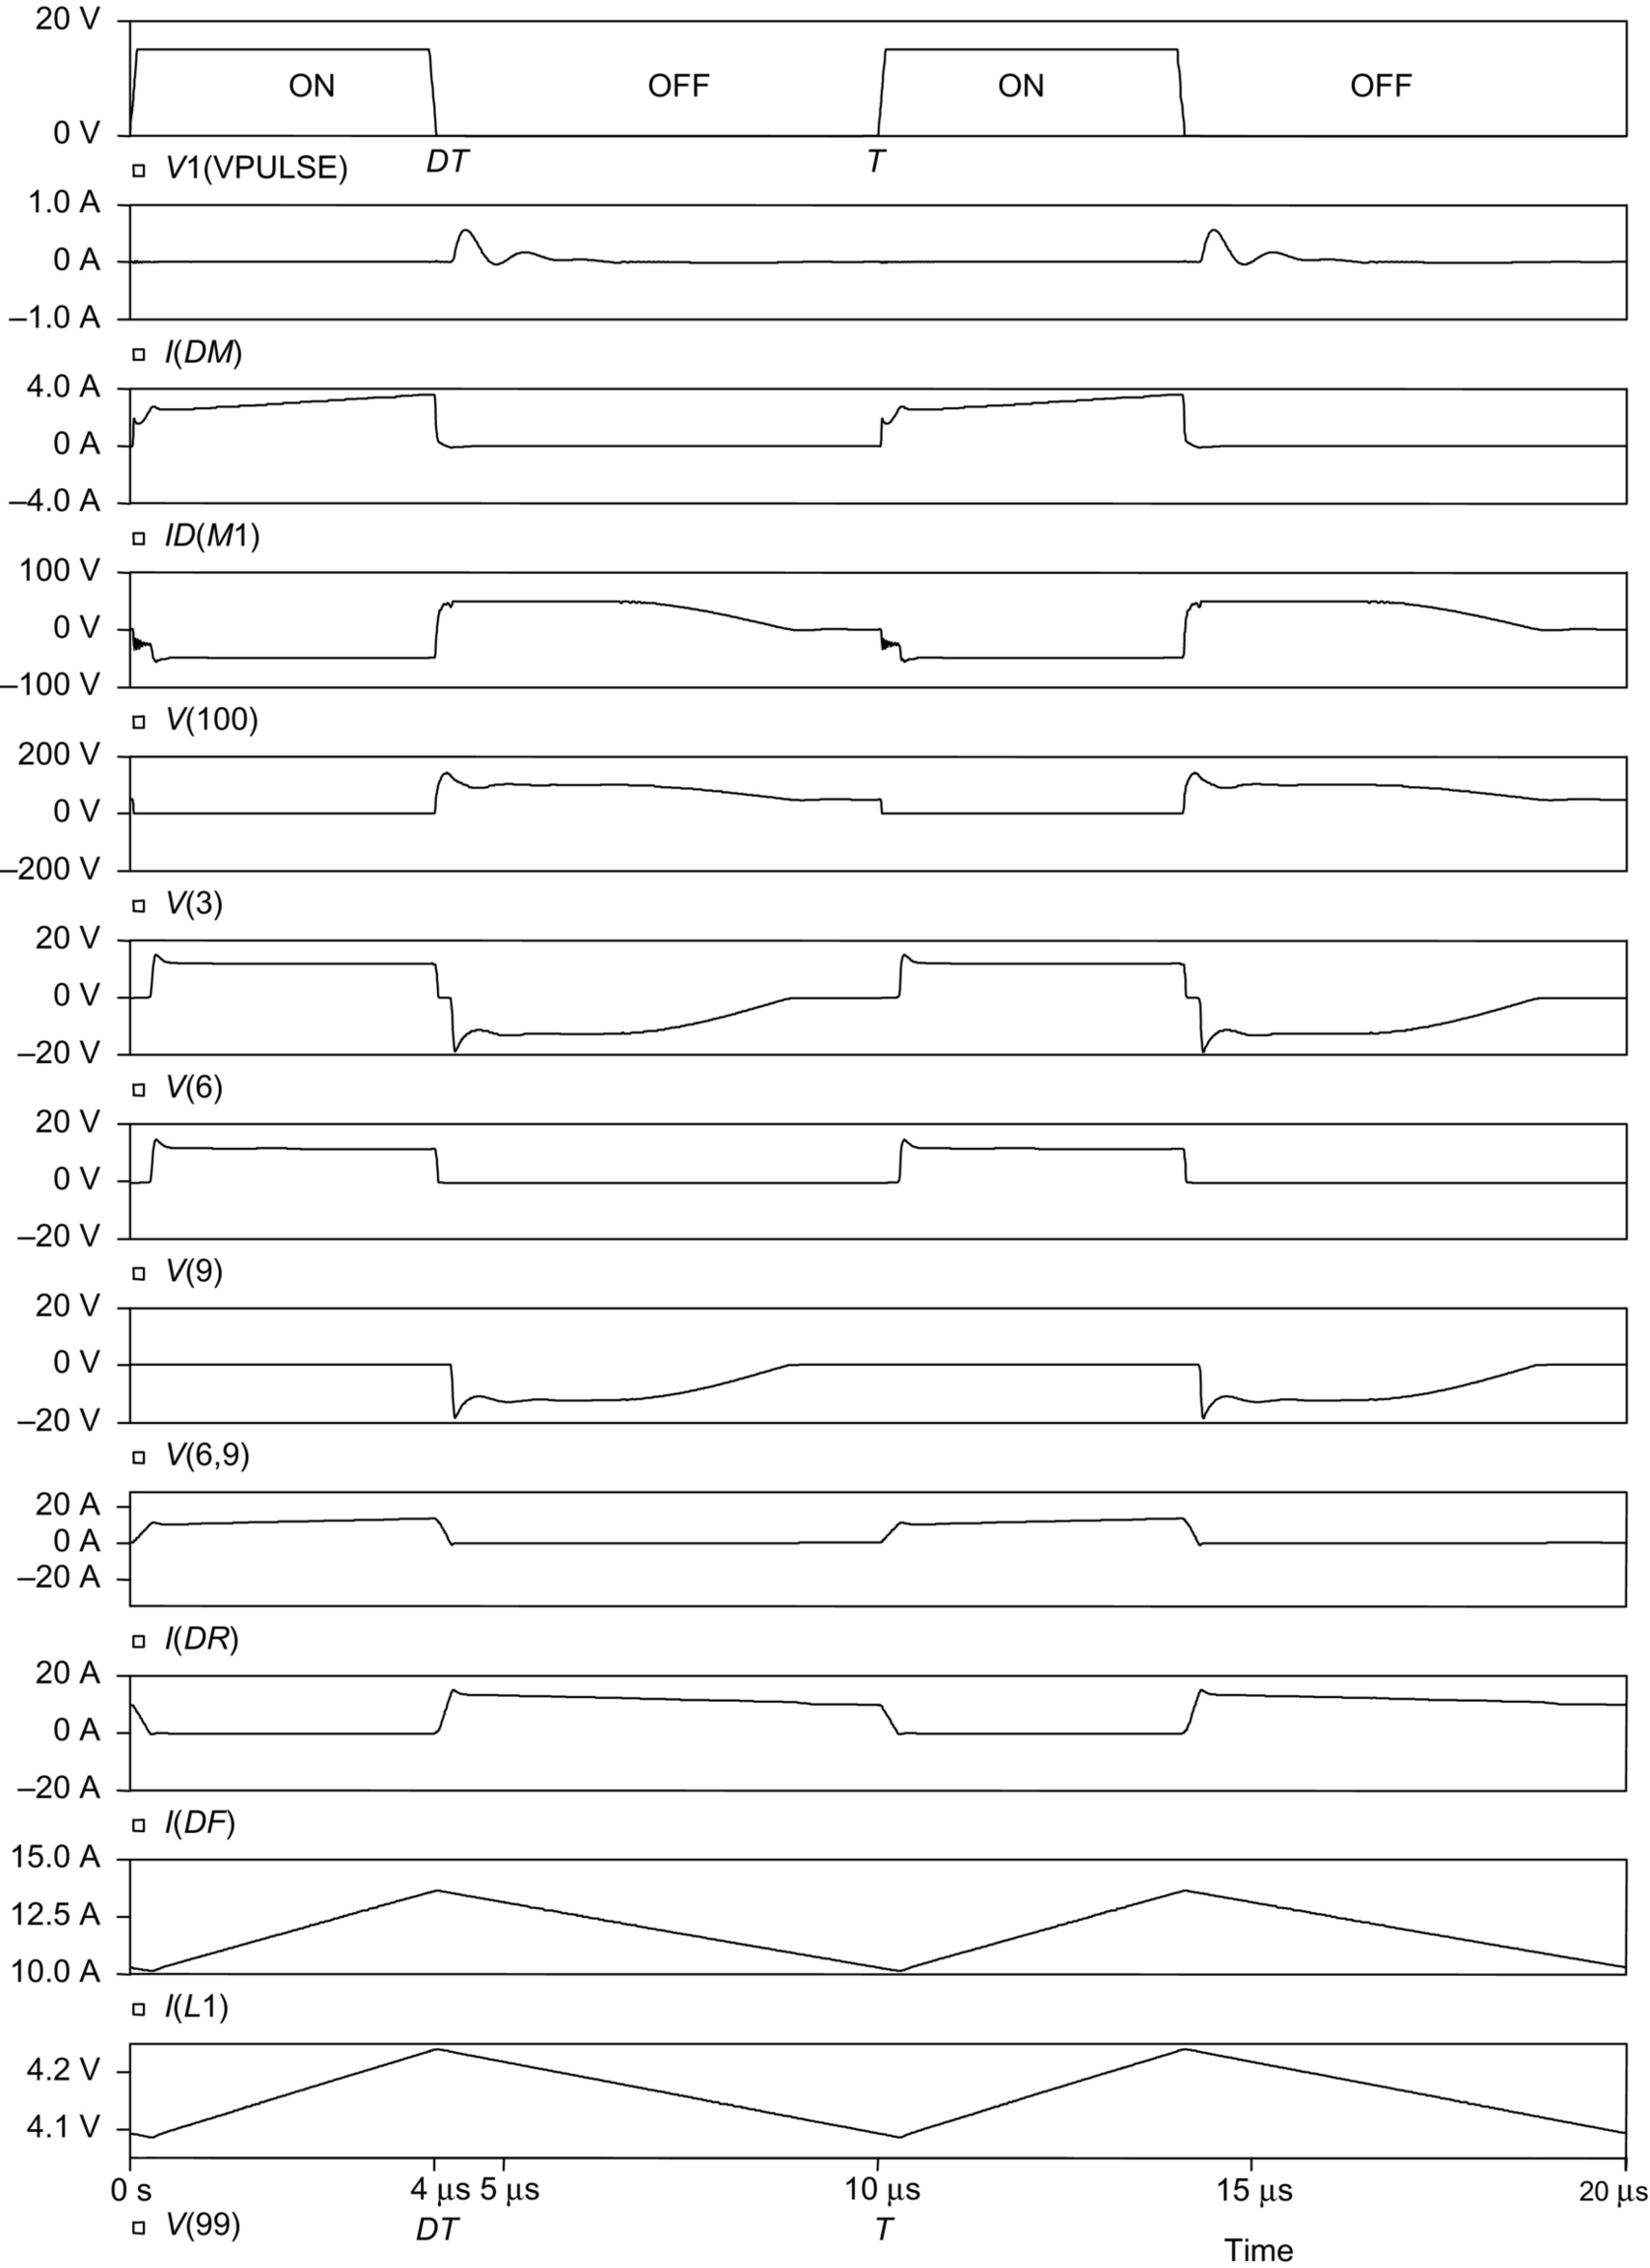 20 V
ON OFF ON OFF
0 V
DT T
V1(VPULSE)
1.0 A
0 A
–1.0 A
I(DM)
4.0 A
0 A
–4.0 A
ID(M1)
100 V
0 V
–100 V
V(100)
200 V
0 V
–200 V
V(3)
20 V
0 V
–20 V
V(6)
20 V
0 V
–20 V
V(9)
20 V
0 V
–20 V
V(6,9)
20 A
0 A
–20 A
I(DR)
20 A
0 A
–20 A
I(DF)
15.0 A
12.5 A
10.0 A
I(L1)
4.2 V
4.1 V
0 s 4 µs 5 µs 10 µs 15 µs 20 µs
V(99) DT T Time